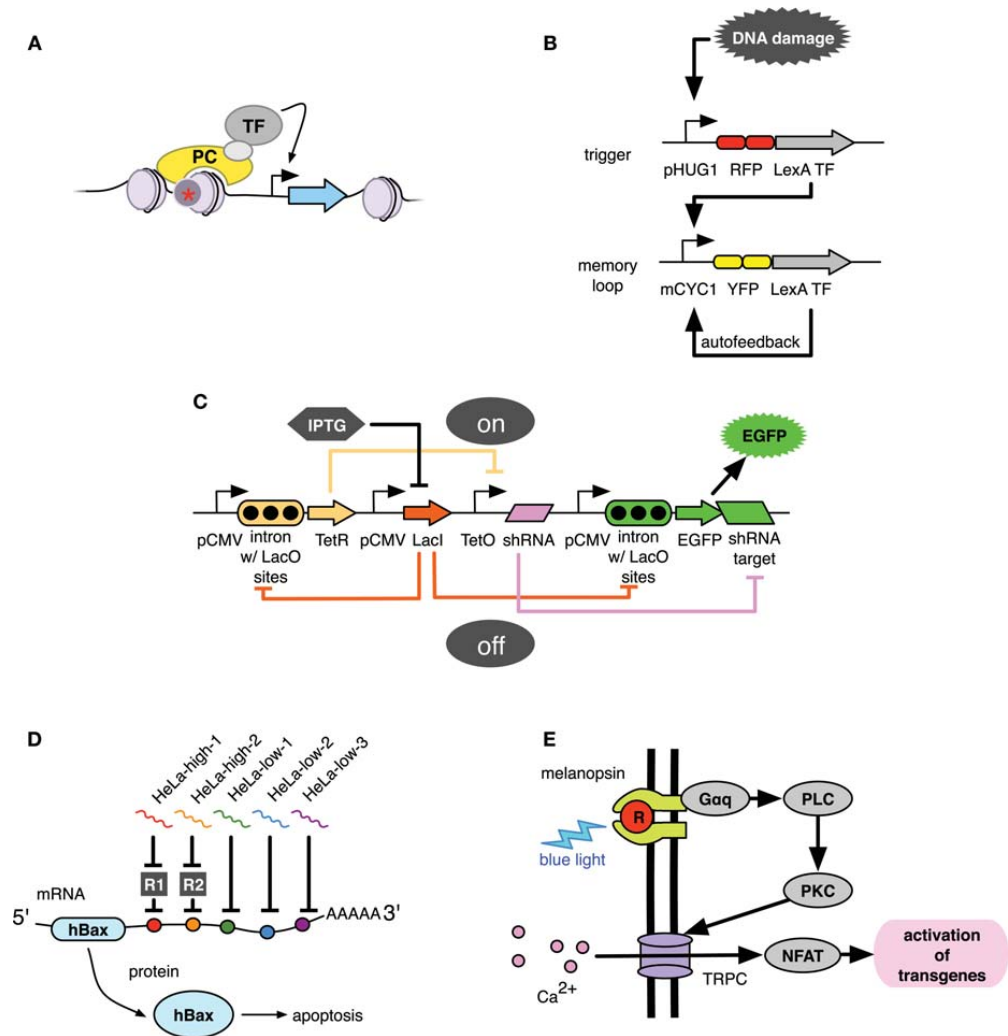 A
TF
PC
*
B
DNA damage
trigger
pHUG1 RFP LexA TF
memory
loop
mCYC1 YFP LexA TF
autofeedback
C
IPTG
on
EGFP
pCMV intron w/ LacO sites TetR pCMV LacI TetO shRNA pCMV intron w/ LacO sites EGFP shRNA target
off
D
HeLa-high-1
HeLa-high-2
HeLa-low-1
HeLa-low-2
HeLa-low-3
mRNA
R1 R2
5' hBax AAAAA 3'
protein
hBax apoptosis
E
melanopsin
Gαq PLC
R
blue light
PKC
Ca2+
TRPC
NFAT
activation
of
transgenes